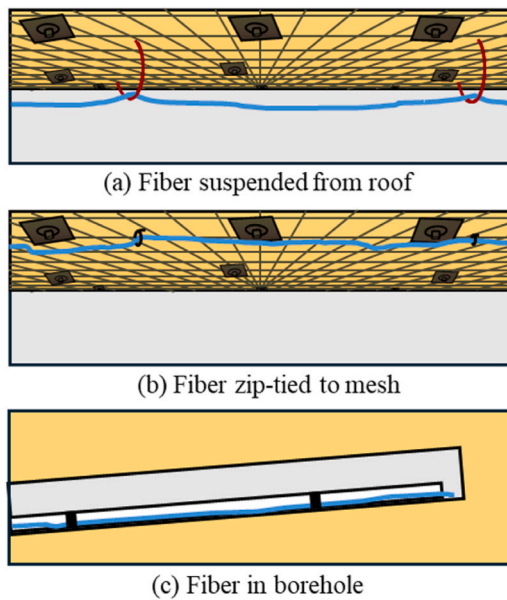 (a) Fiber suspended from roof
(b) Fiber zip-tied to mesh
(c) Fiber in borehole